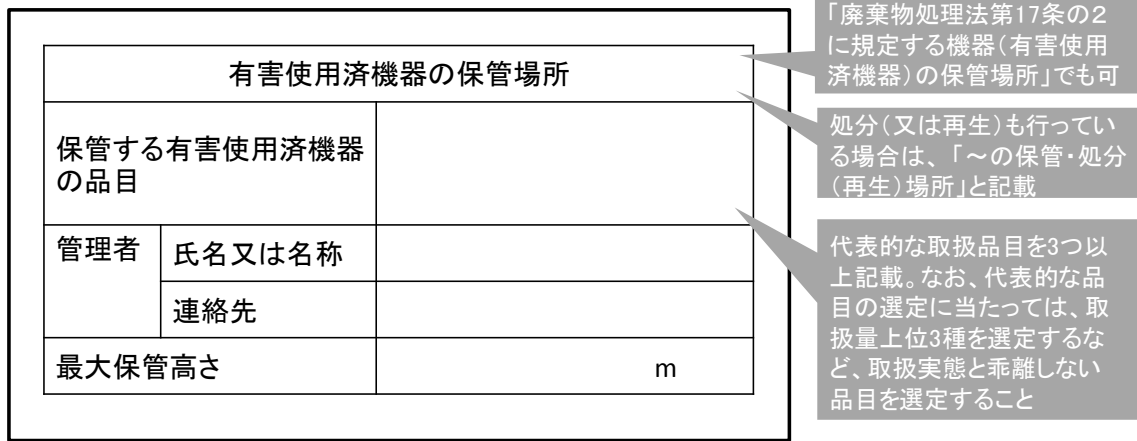 有害使用済機器の保管場所
保管する有害使用済機器
の品目
管理者
氏名又は名称
連絡先
最大保管高さ
m
「廃棄物処理法第17条の2
に規定する機器(有害使用
済機器)の保管場所」でも可
処分(又は再生)も行ってい
る場合は、「~の保管・処分
(再生)場所」と記載
代表的な取扱品目を3つ以
上記載。なお、代表的な品
目の選定に当たっては、取
扱量上位3種を選定するな
ど、取扱実態と乖離しない
品目を選定すること